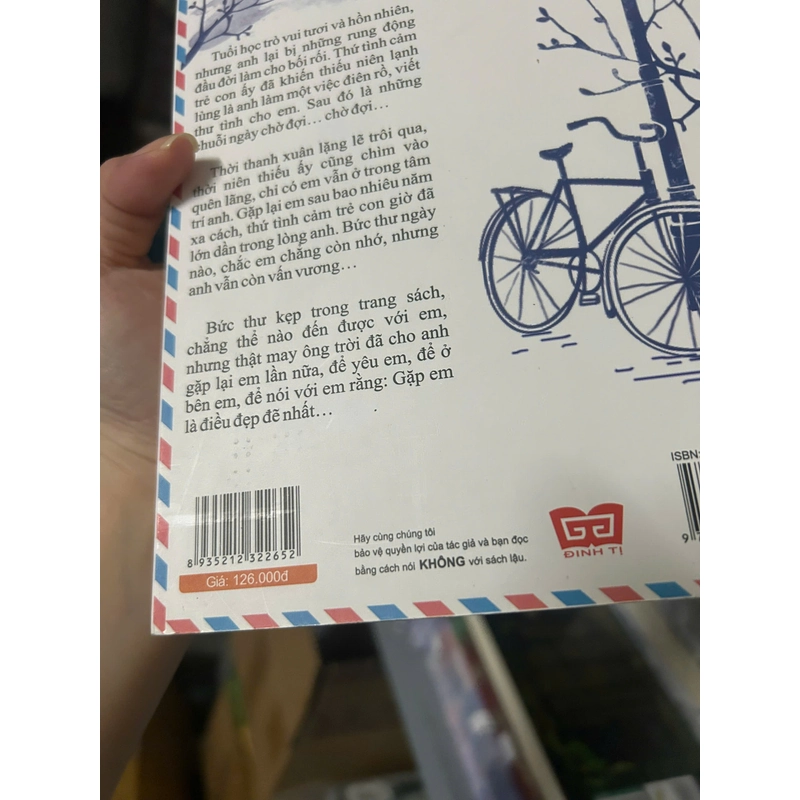 Tuổi học trò vui tươi và hồn nhiên,
nhưng anh lại bị những rung động
đầu đời làm cho bối rối. Thứ tình cảm
trẻ con ấy đã khiến thiếu niên lạnh
lùng là anh làm một việc điên rồ, viết
thư tình cho em. Sau đó là những
chuỗi ngày chờ đợi… chờ đợi…
Thời thanh xuân lặng lẽ trôi qua,
thời niên thiếu ấy cũng chìm vào
quên lãng, chỉ có em vẫn ở trong tâm
trí anh. Gặp lại em sau bao nhiêu năm
xa cách, thứ tình cảm trẻ con giờ đã
lớn dần trong lòng anh. Bức thư ngày
nào, chắc em chẳng còn nhớ, nhưng
anh vẫn còn vấn vương…
Bức thư kẹp trong trang sách,
chẳng thể nào đến được với em,
nhưng thật may ông trời đã cho anh
gặp lại em lần nữa, để yêu em, để ở
bên em, để nói với em rằng: Gặp em
là điều đẹp đẽ nhất…
8 935212 322652
Giá: 126.000đ
Hãy cùng chúng tôi
bảo vệ quyền lợi của tác giả và bạn đọc
bằng cách nói KHÔNG với sách lậu.
ĐINH TỊ
ISBN:
9